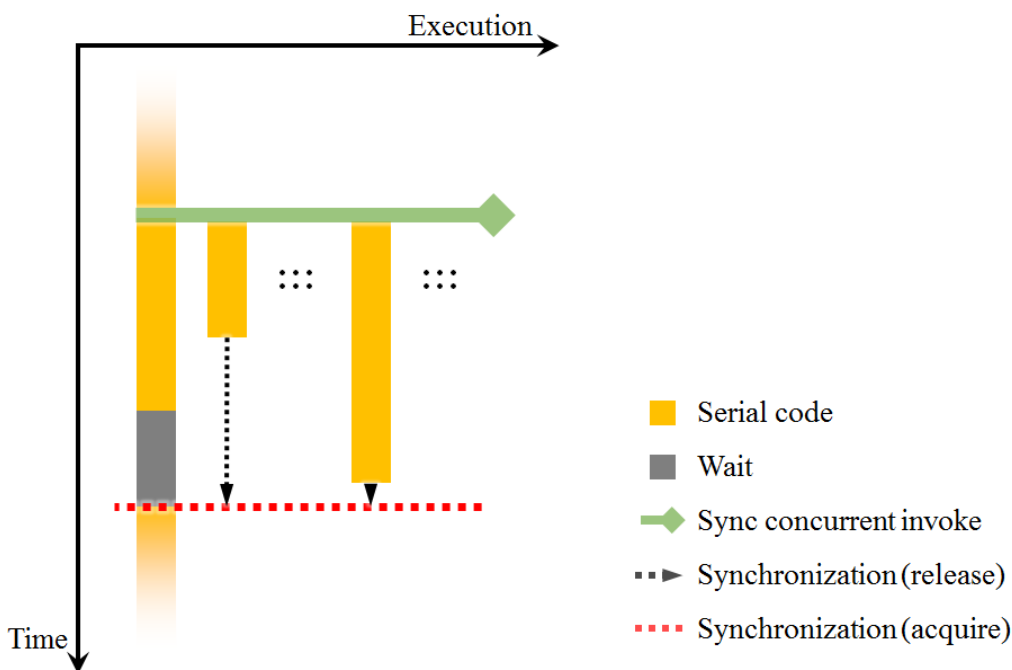 Execution
Serial code
Wait
Sync concurrent invoke
Synchronization (release)
Synchronization (acquire)
Time